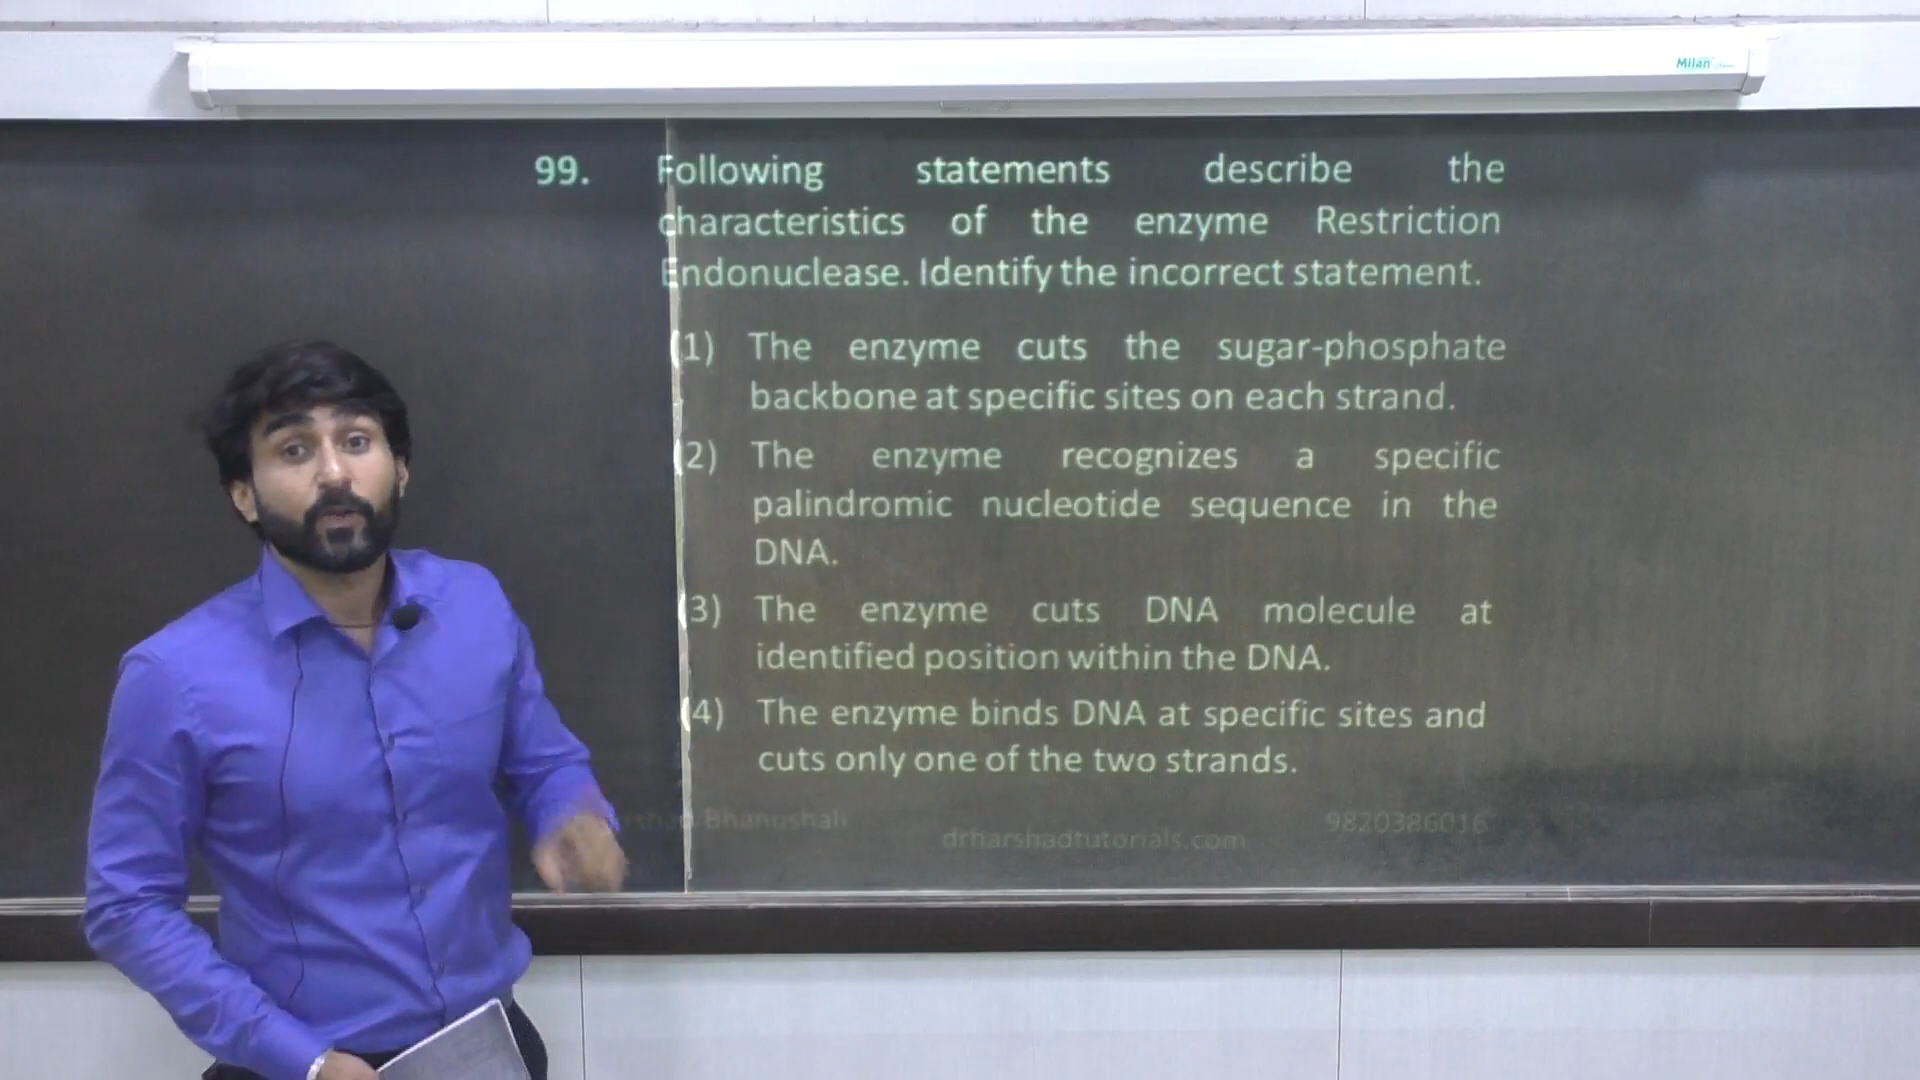 Milan
99. Following statements describe the
characteristics of the enzyme Restriction
Endonuclease. Identify the incorrect statement.
(1) The enzyme cuts the sugar-phosphate
backbone at specific sites on each strand.
(2) The enzyme recognizes a specific
palindromic nucleotide sequence in the
DNA.
(3) The enzyme cuts DNA molecule at
identified position within the DNA.
(4) The enzyme binds DNA at specific sites and
cuts only one of the two strands.
Bhanushali
drharshadtutorials.com
9820386016